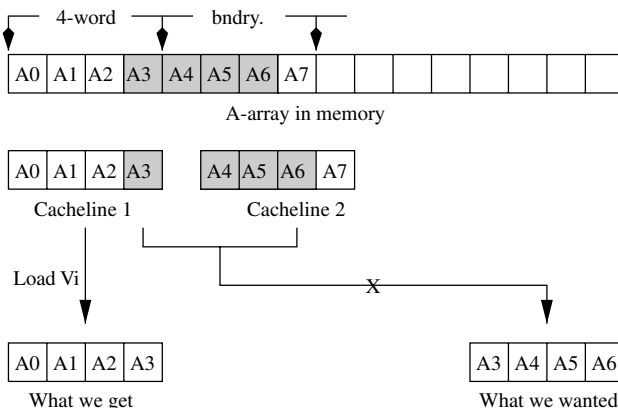 4-word bndry.
A0 A1 A2 A3 A4 A5 A6 A7
A-array in memory
A0 A1 A2 A3 A4 A5 A6 A7
Cacheline 1 Cacheline 2
Load Vi
X
A0 A1 A2 A3 A3 A4 A5 A6
What we get What we wanted